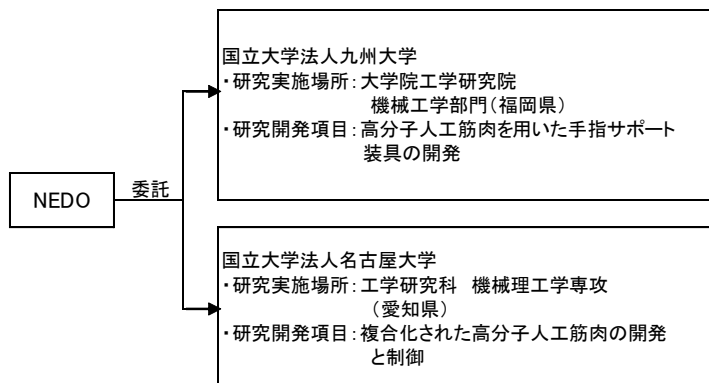 国立大学法人九州大学
・研究実施場所：大学院工学研究院
機械工学部門（福岡県）
・研究開発項目：高分子人工筋肉を用いた手指サポート
装具の開発
NEDO
委託
国立大学法人名古屋大学
・研究実施場所：工学研究科　機械理工学専攻
（愛知県）
・研究開発項目：複合化された高分子人工筋肉の開発
と制御